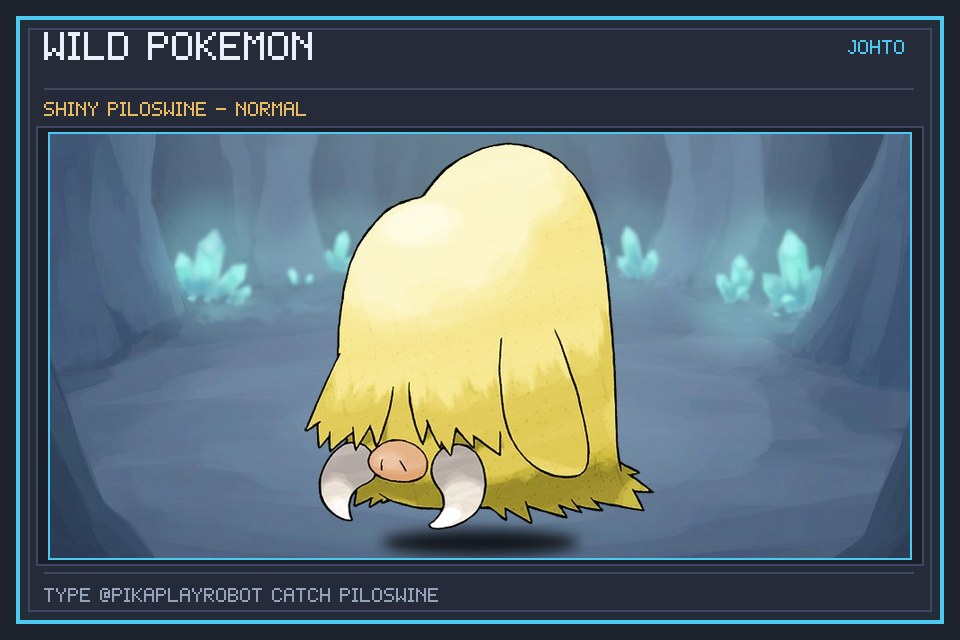 WILD POKEMON
JOHTO
SHINY PILOSWINE - NORMAL
TYPE @PIKAPLAYROBOT CATCH PILOSWINE